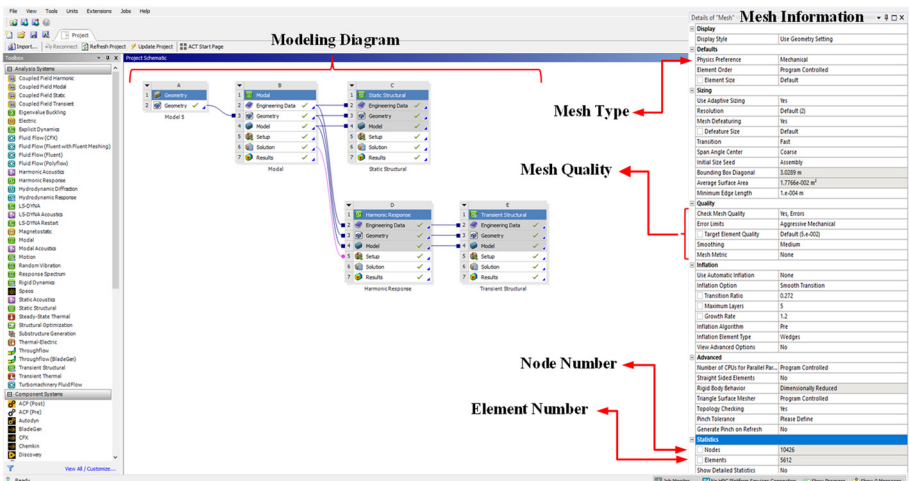 File View Tools Units Extensions Jobs Help
Project
Import... Reconnect Refresh Project Update Project ACT Start Page
Toolbox
Analysis Systems
Coupled Field Harmonic
Coupled Field Modal
Coupled Field Static
Coupled Field Transient
Eigenvalue Buckling
Electric
Explicit Dynamics
Fluid Flow (CFX)
Fluid Flow (Fluent with Fluent Meshing)
Fluid Flow (Fluent)
Fluid Flow (Polyflow)
Harmonic Acoustics
Harmonic Response
Hydrodynamic Diffraction
Hydrodynamic Response
LS-DYNA
LS-DYNA Acoustics
LS-DYNA Restart
Magnetostatic
Modal
Modal Acoustics
Motion
Random Vibration
Response Spectrum
Rigid Dynamics
Speos
Static Acoustics
Static Structural
Steady-State Thermal
Structural Optimization
Substructure Generation
Thermal-Electric
Throughflow
Throughflow (BladeGen)
Transient Structural
Transient Thermal
Turbomachinery Fluid Flow
Component Systems
ACP (Post)
ACP (Pre)
Autodyn
BladeGen
CFX
Chemkin
Discovery
View All / Customize...
Ready
Project Schematic
Modeling Diagram
A
1 Geometry
2 Geometry
Model 5
B
1 Modal
2 Engineering Data
3 Geometry
4 Model
5 Setup
6 Solution
7 Results
Modal
C
1 Static Structural
2 Engineering Data
3 Geometry
4 Model
5 Setup
6 Solution
7 Results
Static Structural
D
1 Harmonic Response
2 Engineering Data
3 Geometry
4 Model
5 Setup
6 Solution
7 Results
Harmonic Response
E
1 Transient Structural
2 Engineering Data
3 Geometry
4 Model
5 Setup
6 Solution
7 Results
Transient Structural
Mesh Type
Mesh Quality
Node Number
Element Number
Mesh Information
Details of "Mesh"
Display
Display Style Use Geometry Setting
Defaults
Physics Preference Mechanical
Element Order Program Controlled
Element Size Default
Sizing
Use Adaptive Sizing Yes
Resolution Default (2)
Mesh Defeaturing Yes
Defeature Size Default
Transition Fast
Span Angle Center Coarse
Initial Size Seed Assembly
Bounding Box Diagonal 3.0289 m
Average Surface Area 1.7766e-002 m²
Minimum Edge Length 1.e-004 m
Quality
Check Mesh Quality Yes, Errors
Error Limits Aggressive Mechanical
Target Element Quality Default (5.e-002)
Smoothing Medium
Mesh Metric None
Inflation
Use Automatic Inflation None
Inflation Option Smooth Transition
Transition Ratio 0.272
Maximum Layers 5
Growth Rate 1.2
Inflation Algorithm Pre
Inflation Element Type Wedges
View Advanced Options No
Advanced
Number of CPUs for Parallel Par... Program Controlled
Straight Sided Elements No
Rigid Body Behavior Dimensionally Reduced
Triangle Surface Mesher Program Controlled
Topology Checking Yes
Pinch Tolerance Please Define
Generate Pinch on Refresh No
Statistics
Nodes 10426
Elements 5612
Show Detailed Statistics No